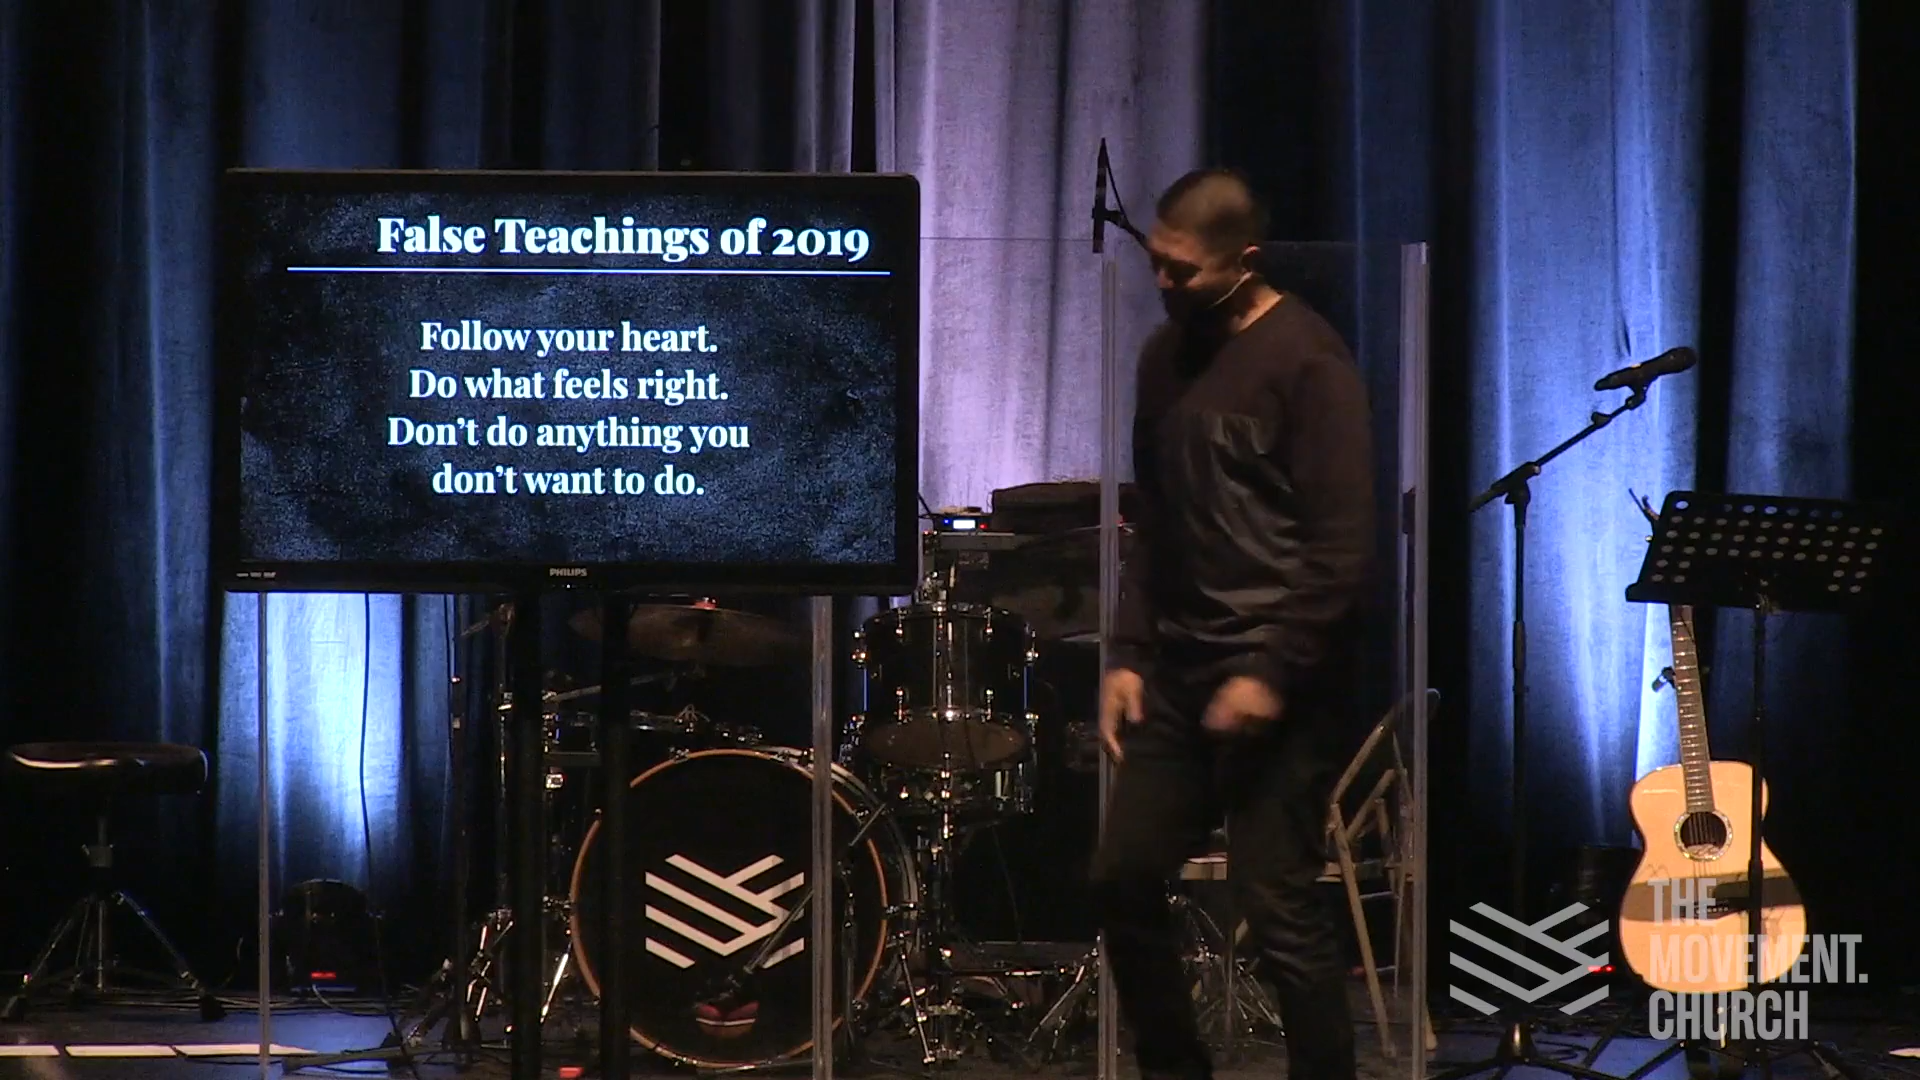 False Teachings of 2019
Follow your heart.
Do what feels right.
Don't do anything you
don't want to do.
PHILIPS
THE
MOVEMENT.
CHURCH